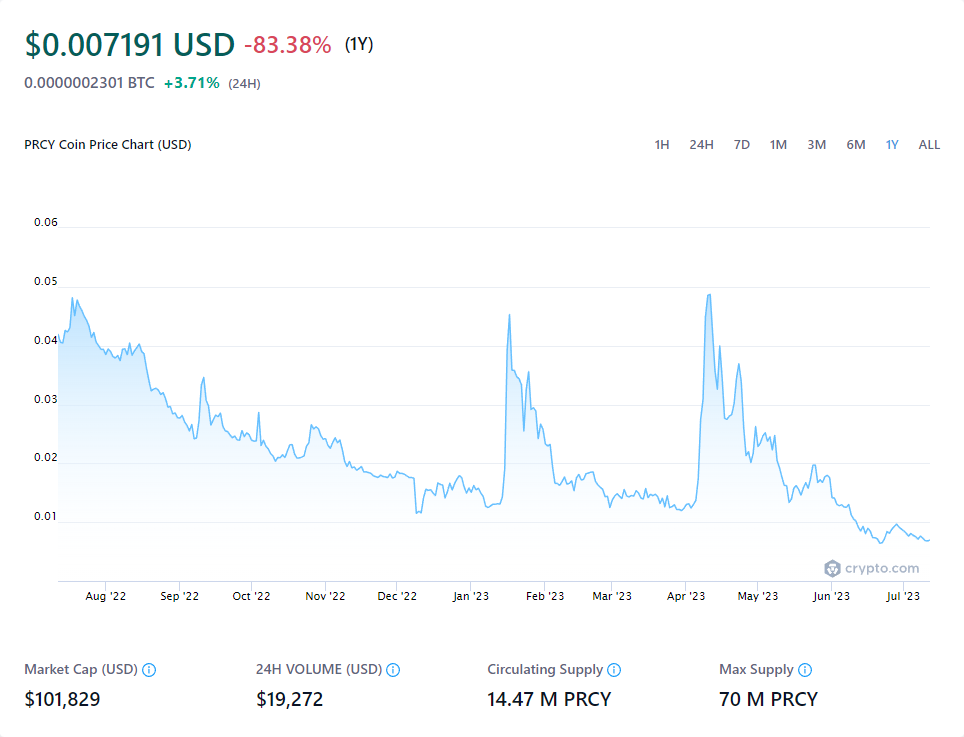 $0.007191 USD -83.38% (1Y)
0.0000002301 BTC +3.71% (24H)
PRCY Coin Price Chart (USD) 1H 24H 7D 1M 3M 6M 1Y ALL
0.06
0.05
0.04
0.03
0.02
0.01
crypto.com
Aug '22 Sep '22 Oct '22 Nov '22 Dec '22 Jan '23 Feb '23 Mar '23 Apr '23 May '23 Jun '23 Jul '23
Market Cap (USD) 24H VOLUME (USD) Circulating Supply Max Supply
$101,829 $19,272 14.47 M PRCY 70 M PRCY